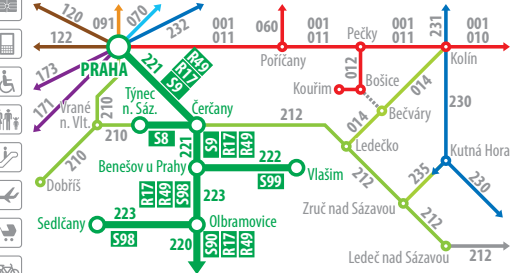 120
091
070
232
001
011
060
001
011
Pečky
001
011
231
001
010
122
PRAHA
R49
R17
S9
221
Poříčany
012
Kolín
173
171
Kouřim
Bošice
014
230
Týnec
n. Sáz.
Vrané
n. Vlt.
210
Čerčany
Bečváry
210
S8
212
014
221
S9
R17
R49
Ledečko
Kutná Hora
210
Dobříš
Benešov u Prahy
222
S99
Vlašim
212
235
230
R17
R49
S98
223
Zruč nad Sázavou
Sedlčany
223
S98
Olbramovice
212
220
S90
R17
R49
Ledeč nad Sázavou
212